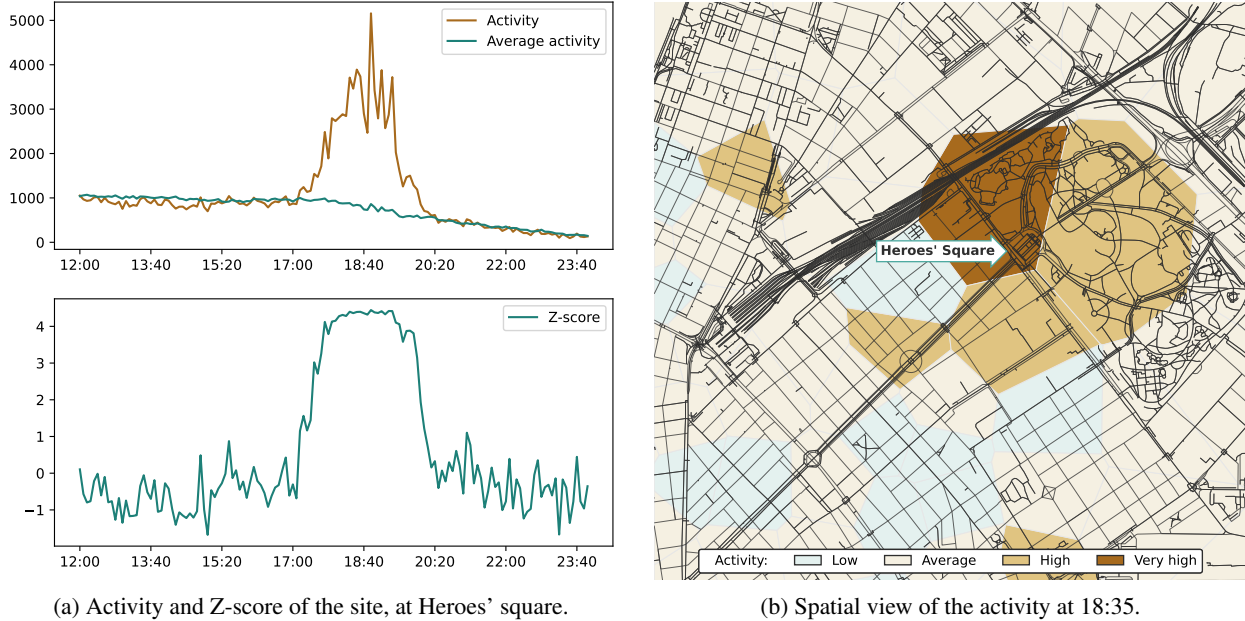 5000
4000
3000
2000
1000
0
Activity
Average activity
12:00 13:40 15:20 17:00 18:40 20:20 22:00 23:40
4
3
2
1
0
−1
Z-score
12:00 13:40 15:20 17:00 18:40 20:20 22:00 23:40
(a) Activity and Z-score of the site, at Heroes’ square.
Heroes' Square
Activity: Low Average High Very high
(b) Spatial view of the activity at 18:35.